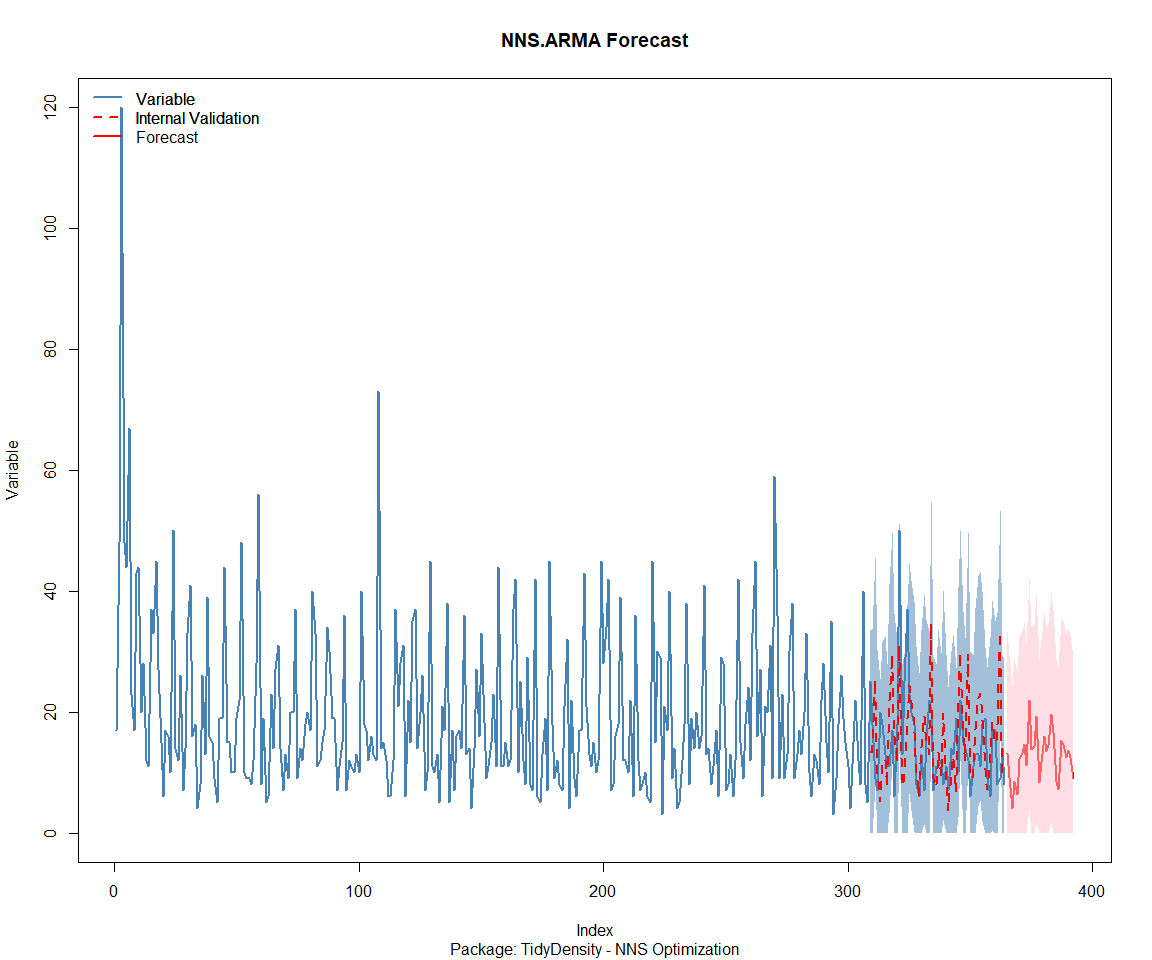 NNS.ARMA Forecast
Variable
Internal Validation
Forecast
120
100
80
60
40
20
0
Variable
0 100 200 300 400
Index
Package: TidyDensity - NNS Optimization